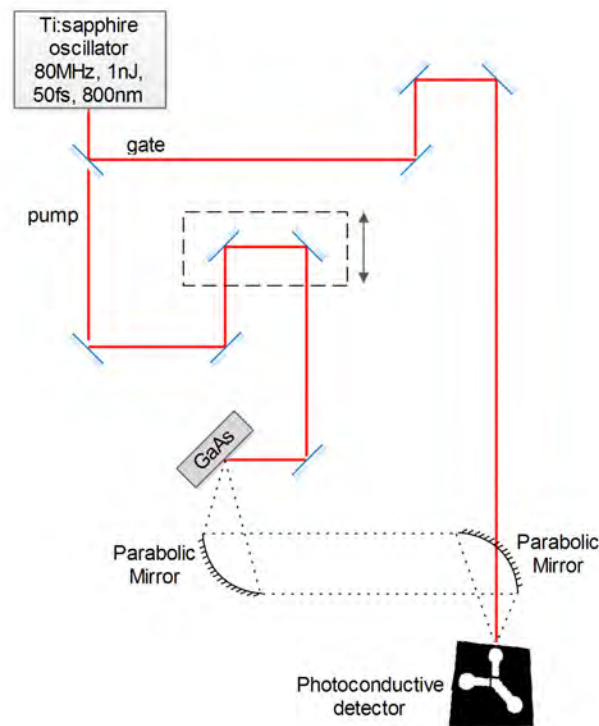 Ti:sapphire
oscillator
80MHz, 1nJ,
50fs, 800nm
gate
pump
GaAs
Parabolic
Mirror
Parabolic
Mirror
Photoconductive
detector